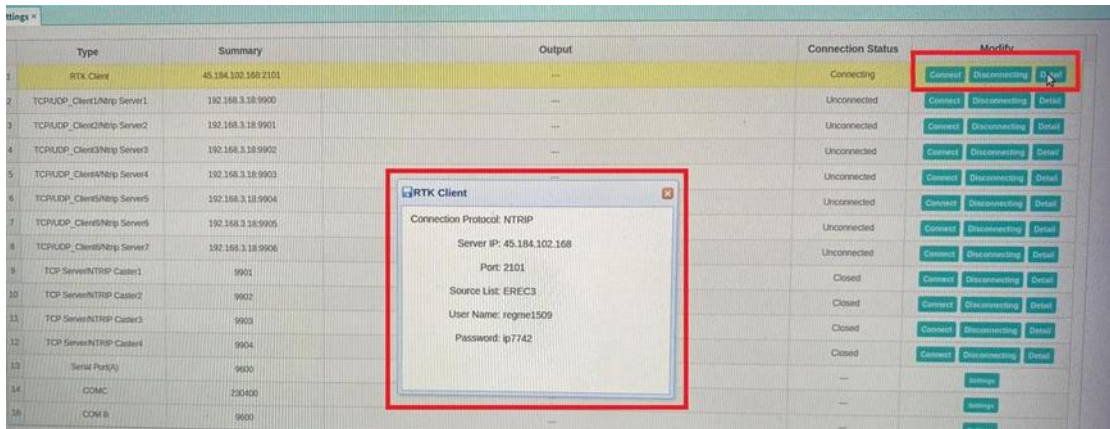 ttings ×
Type Summary Output Connection Status Modify
1 RTK Client 45.184.102.168:2101 --- Connecting Connect Disconnecting Detail
2 TCP/UDP_Client1/Ntrip Server1 192.168.3.18:9900 --- Unconnected Connect Disconnecting Detail
3 TCP/UDP_Client2/Ntrip Server2 192.168.3.18:9901 --- Unconnected Connect Disconnecting Detail
4 TCP/UDP_Client3/Ntrip Server3 192.168.3.18:9902 --- Unconnected Connect Disconnecting Detail
5 TCP/UDP_Client4/Ntrip Server4 192.168.3.18:9903 --- Unconnected Connect Disconnecting Detail
6 TCP/UDP_Client5/Ntrip Server5 192.168.3.18:9904 Unconnected Connect Disconnecting Detail
7 TCP/UDP_Client6/Ntrip Server6 192.168.3.18:9905 Unconnected Connect Disconnecting Detail
8 192.168.3.18:9906 Unconnected Connect Disconnecting Detail
9 TCP Server/NTRIP Caster1 9901 Closed Connect Disconnecting Detail
10 TCP Server/NTRIP Caster2 9902 Closed Connect Disconnecting Detail
11 TCP Server/NTRIP Caster3 9903 Closed Connect Disconnecting Detail
12 TCP Server/NTRIP Caster4 9904 Closed Connect Disconnecting Detail
13 Serial Port(A) 9600 --- Settings
14 COMC 230400 --- Settings
COM B 9600 --- Settings
RTK Client
Connection Protocol: NTRIP
Server IP: 45.184.102.168
Port: 2101
Source List: EREC3
User Name: regme1509
Password: ip7742